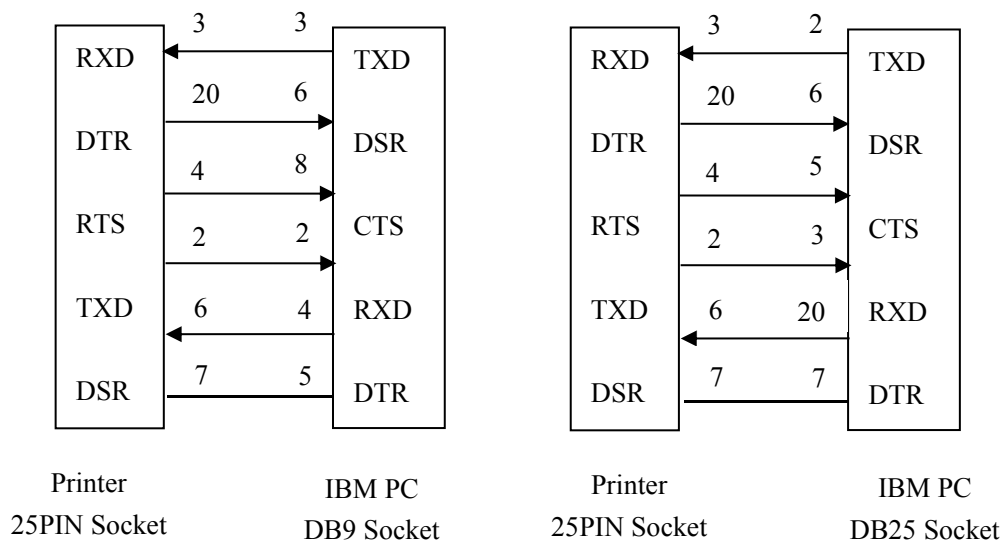 3 3
RXD TXD
20 6
DTR DSR
4 8
RTS CTS
2 2
TXD 6 4 RXD
DSR 7 5 DTR
Printer IBM PC
25PIN Socket DB9 Socket
3 2
RXD TXD
20 6
DTR DSR
4 5
RTS CTS
2 3
TXD 6 20 RXD
DSR 7 7 DTR
Printer IBM PC
25PIN Socket DB25 Socket